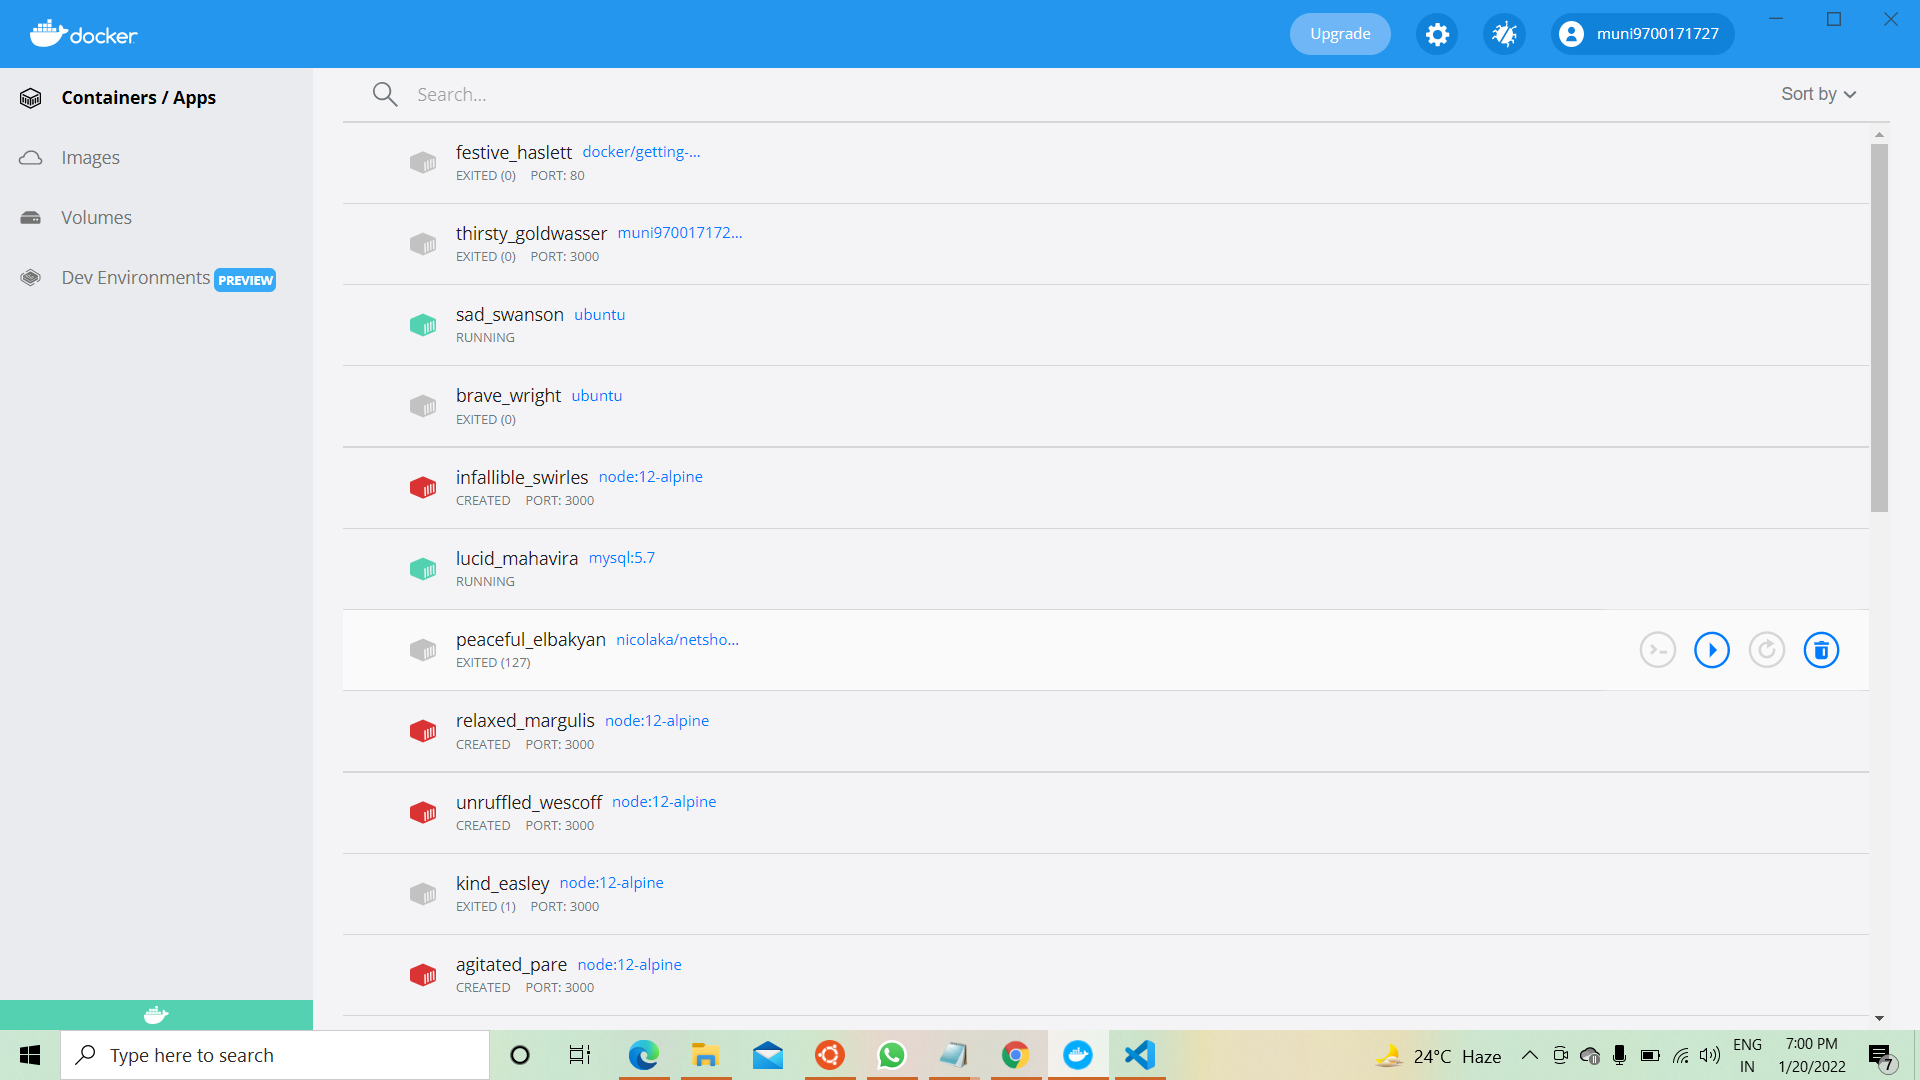 docker
Upgrade
muni9700171727
Containers / Apps
Images
Volumes
Dev Environments PREVIEW
Search...
Sort by
festive_haslett docker/getting-...
EXITED (0) PORT: 80
thirsty_goldwasser muni970017172...
EXITED (0) PORT: 3000
sad_swanson ubuntu
RUNNING
brave_wright ubuntu
EXITED (0)
infallible_swirles node:12-alpine
CREATED PORT: 3000
lucid_mahavira mysql:5.7
RUNNING
peaceful_elbakyan nicolaka/netsho...
EXITED (127)
relaxed_margulis node:12-alpine
CREATED PORT: 3000
unruffled_wescoff node:12-alpine
CREATED PORT: 3000
kind_easley node:12-alpine
EXITED (1) PORT: 3000
agitated_pare node:12-alpine
CREATED PORT: 3000
Type here to search
24°C Haze
ENG
IN
7:00 PM
1/20/2022
7